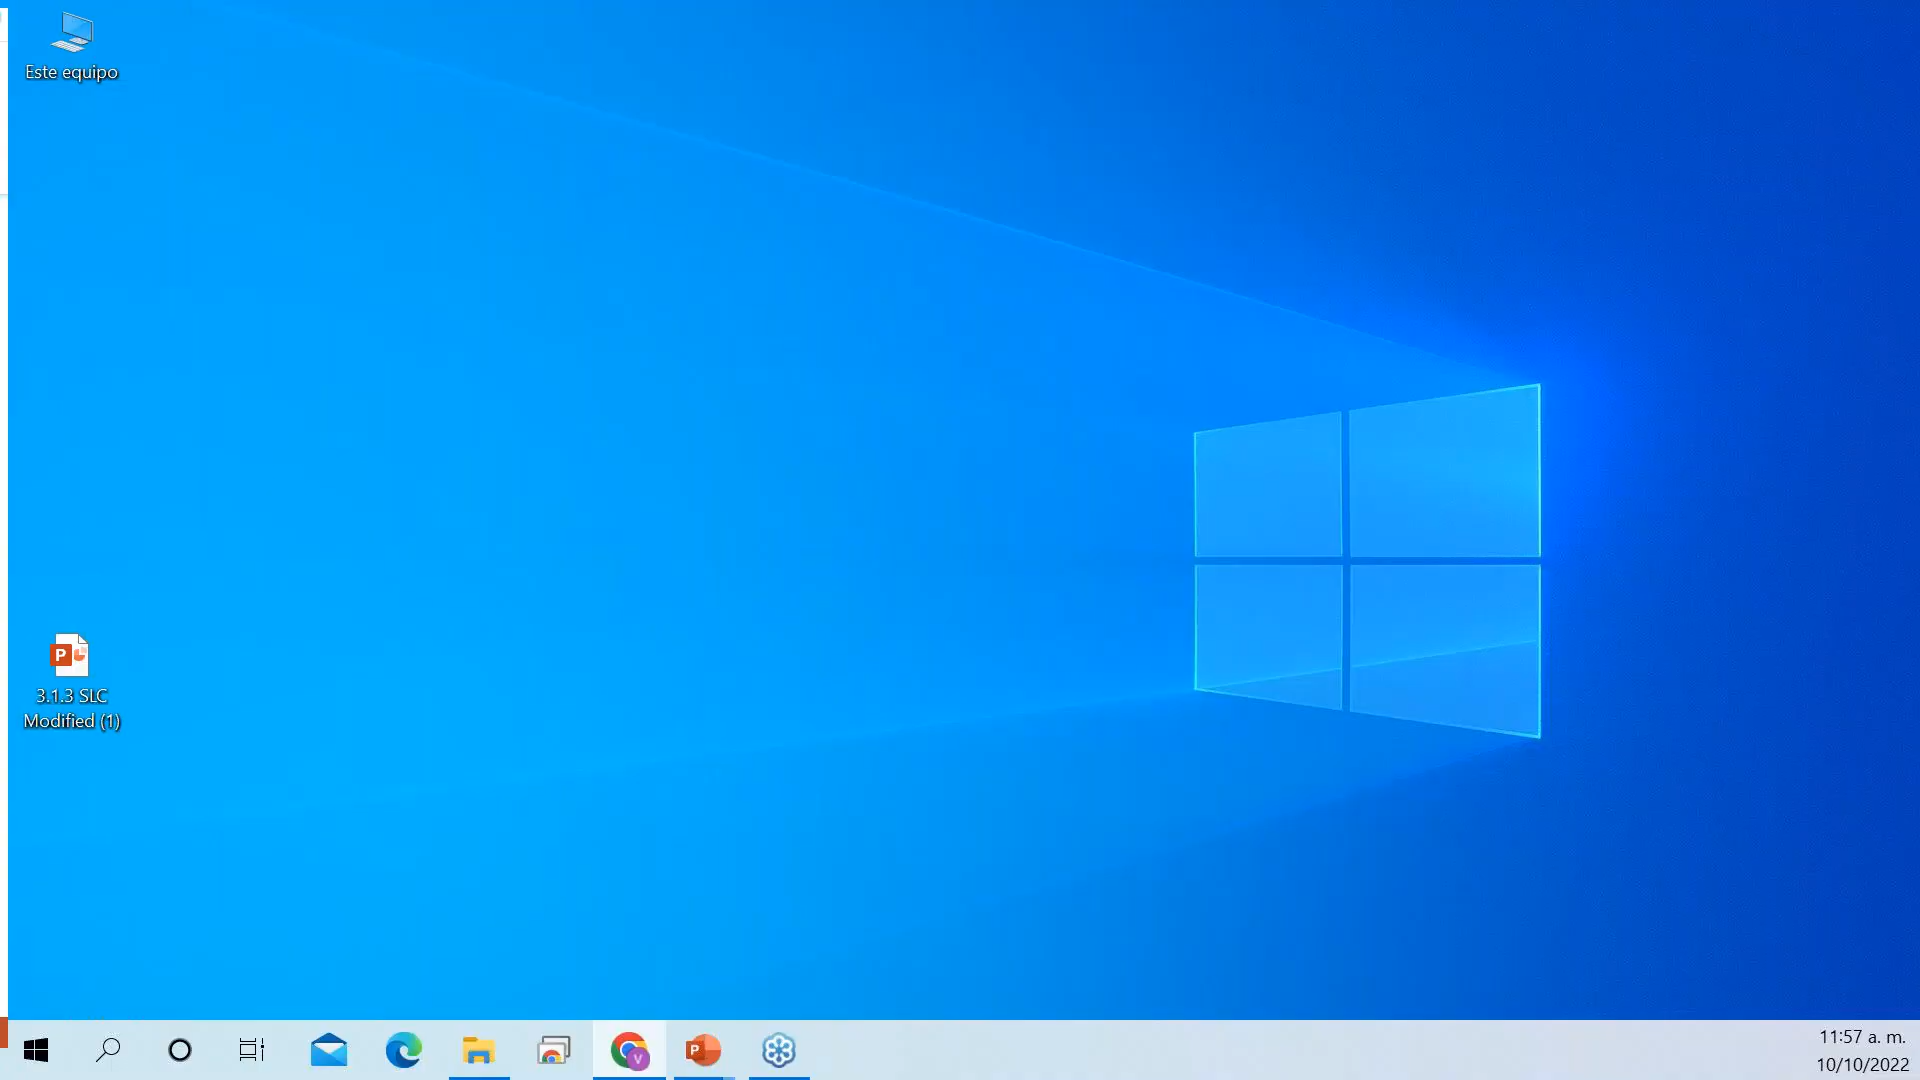 Este equipo
P
3.1.3 SLC
Modified (1)
V
P
11:57 a. m.
10/10/2022